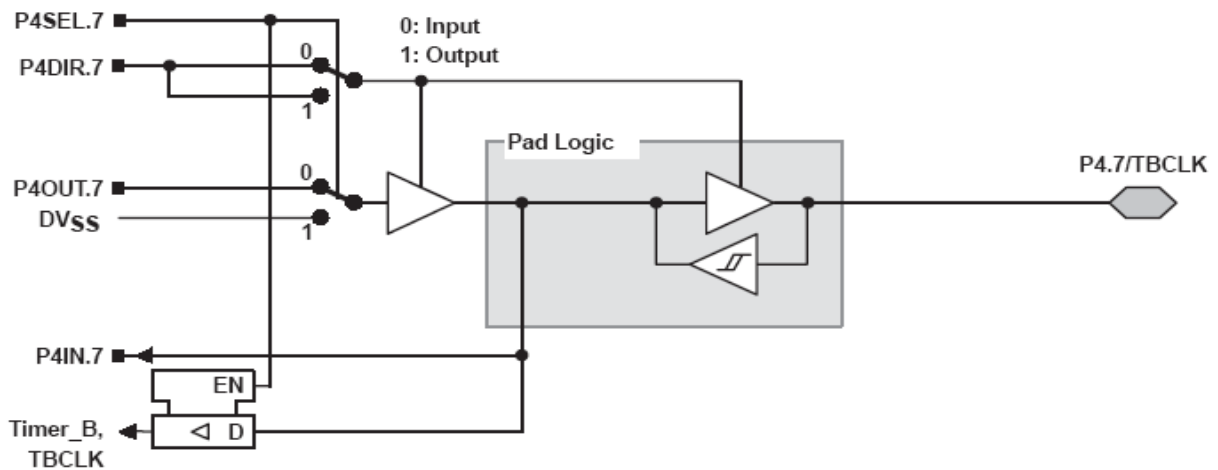 P4SEL.7
0: Input
1: Output
P4DIR.7
0
1
Pad Logic
P4.7/TBCLK
P4OUT.7
0
DVSS
1
P4IN.7
EN
Timer_B,
TBCLK
D